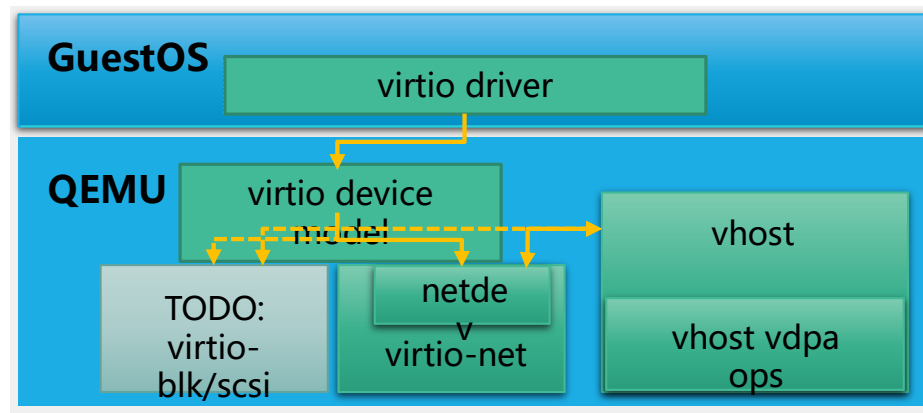 GuestOS
virtio driver
QEMU
virtio device
model
vhost
TODO:
virtio-
blk/scsi
netde
v
virtio-net
vhost vdpa
ops